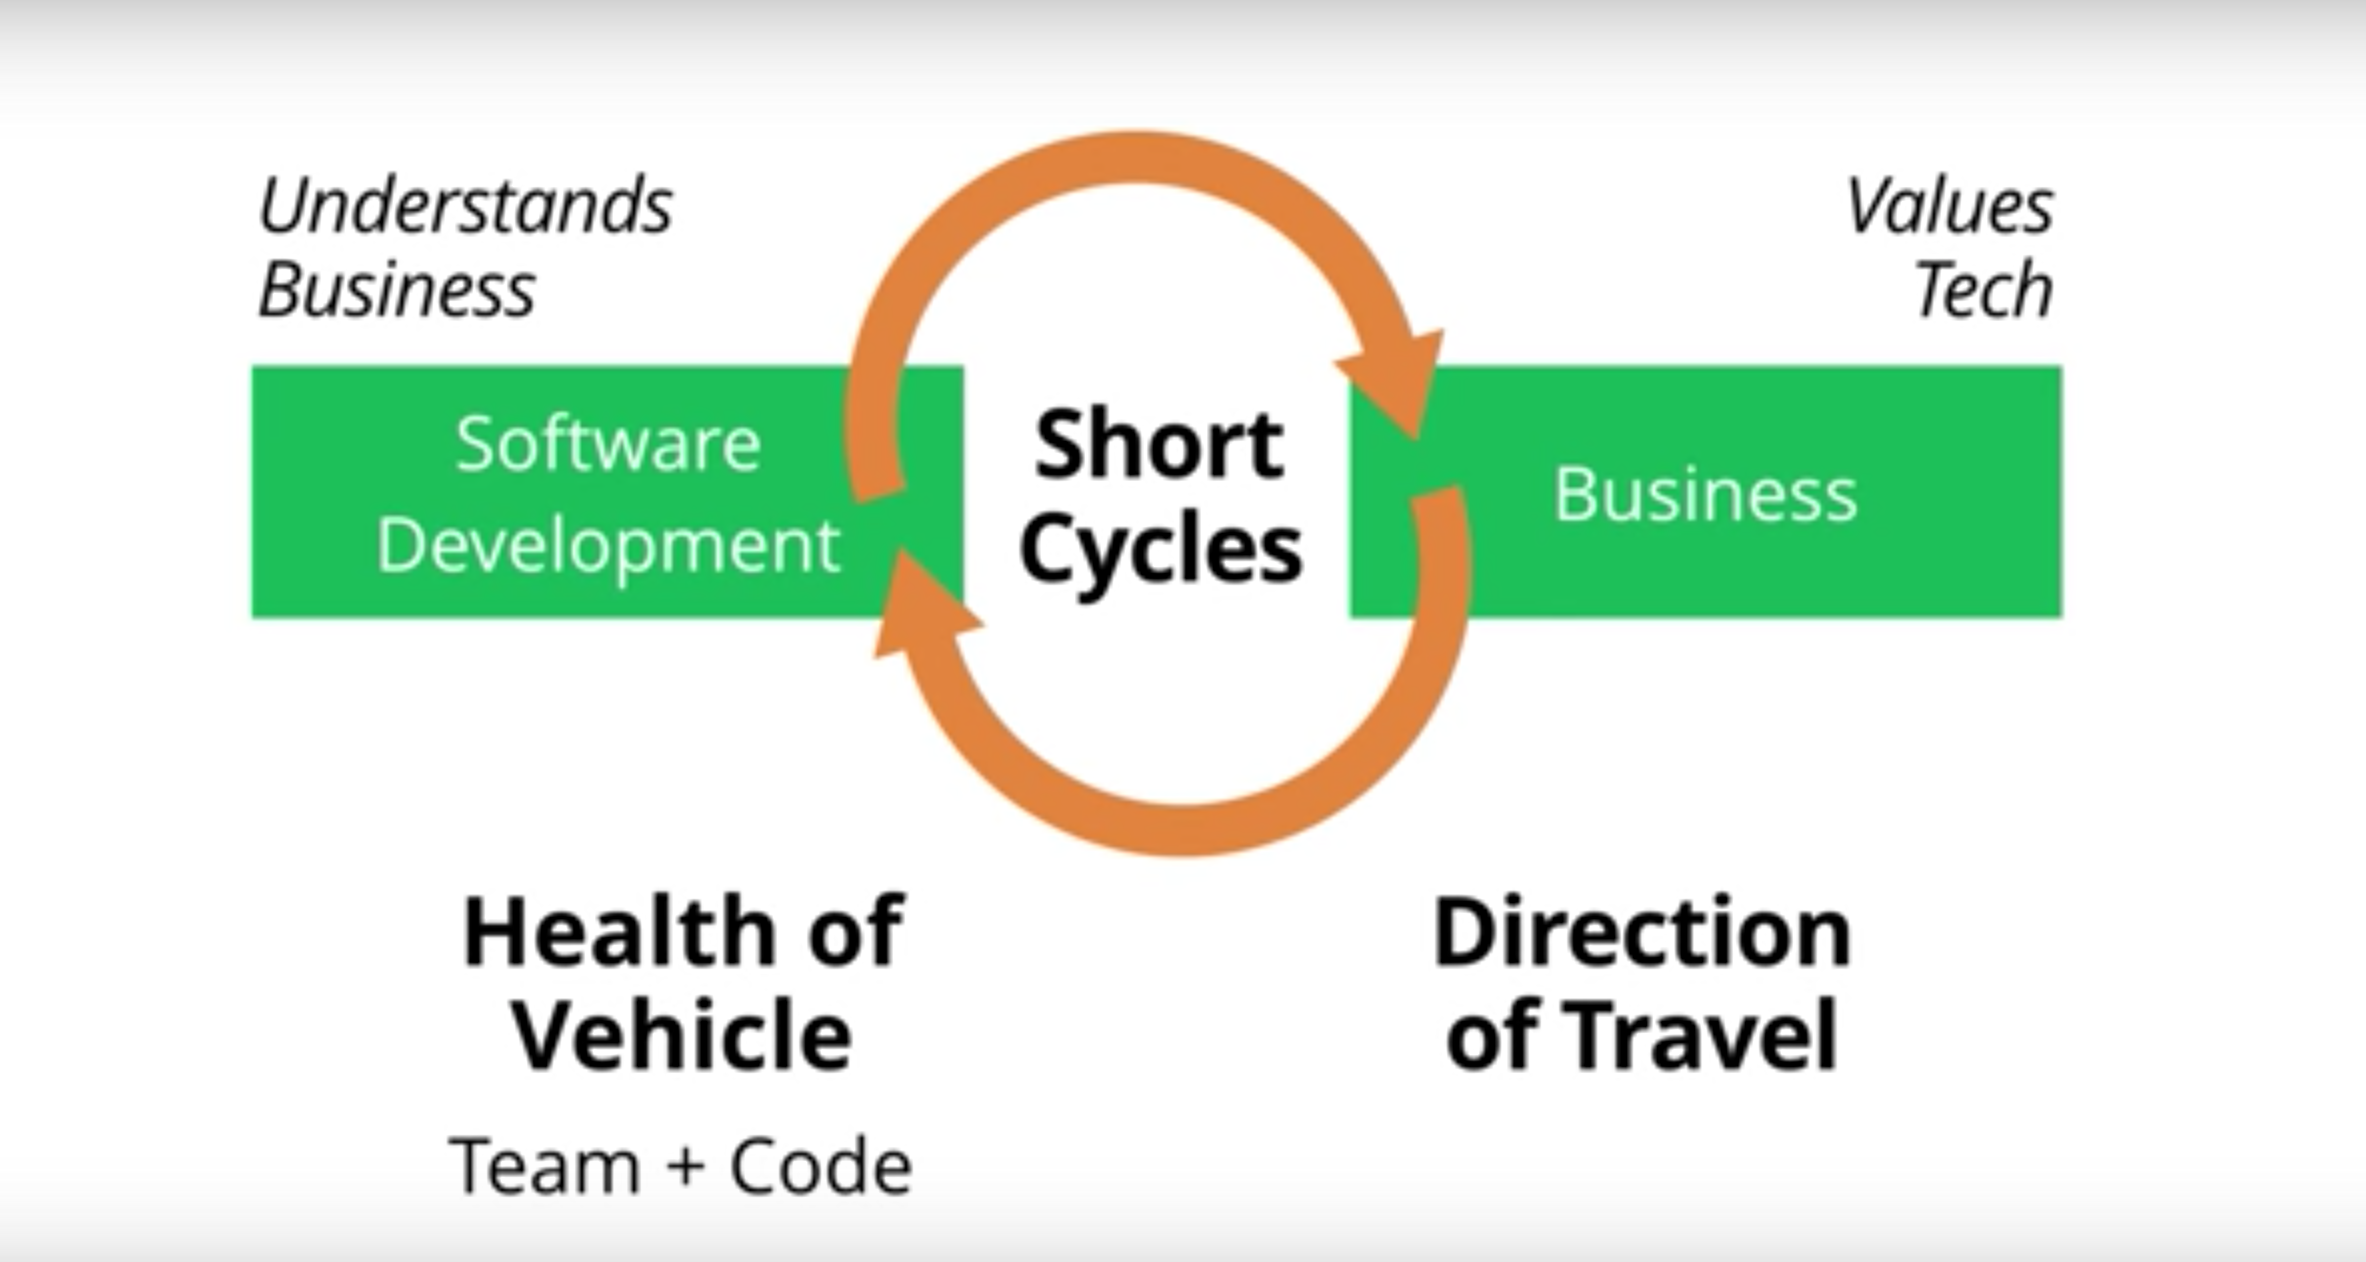 Understands
Business
Values
Tech
Software
Development
Short
Cycles
Business
Health of
Vehicle
Team + Code
Direction
of Travel